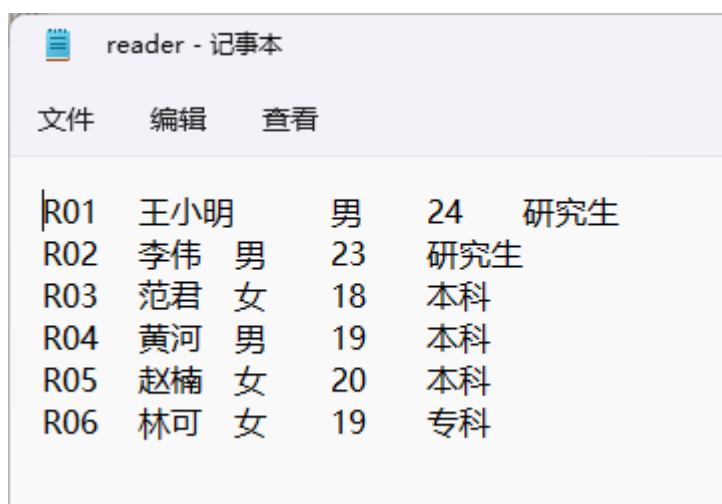 reader - 记事本
文件 编辑 查看
R01 王小明 男 24 研究生
R02 李伟 男 23 研究生
R03 范君 女 18 本科
R04 黄河 男 19 本科
R05 赵楠 女 20 本科
R06 林可 女 19 专科